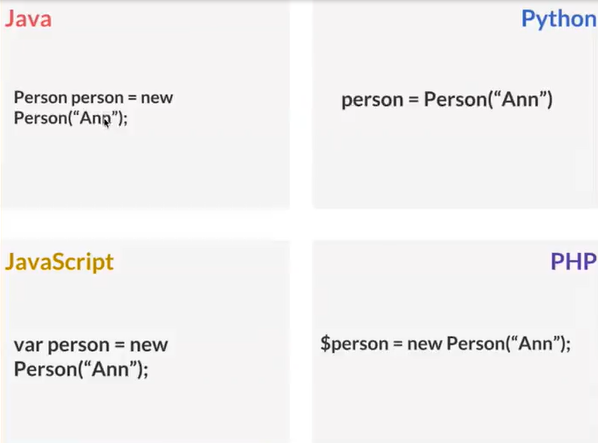 Java
Person person = new
Person(“Ann”);
Python
person = Person(“Ann”)
JavaScript
var person = new
Person(“Ann”);
PHP
$person = new Person(“Ann”);